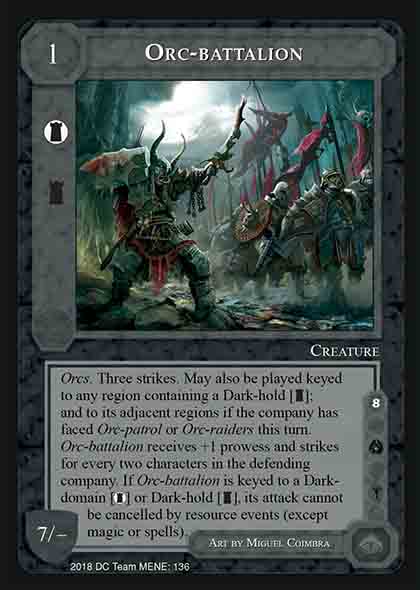 1
ORC-BATTALION
CREATURE
Orcs. Three strikes. May also be played keyed
to any region containing a Dark-hold [];
and to its adjacent regions if the company has
faced Orc-patrol or Orc-raiders this turn.
Orc-battalion receives +1 prowess and strikes
for every two characters in the defending
company. If Orc-battalion is keyed to a Dark-
domain [] or Dark-hold [], its attack cannot
be cancelled by resource events (except
magic or spells).
8
7/–
ART BY MIGUEL COIMBRA
2018 DC Team MENE: 136